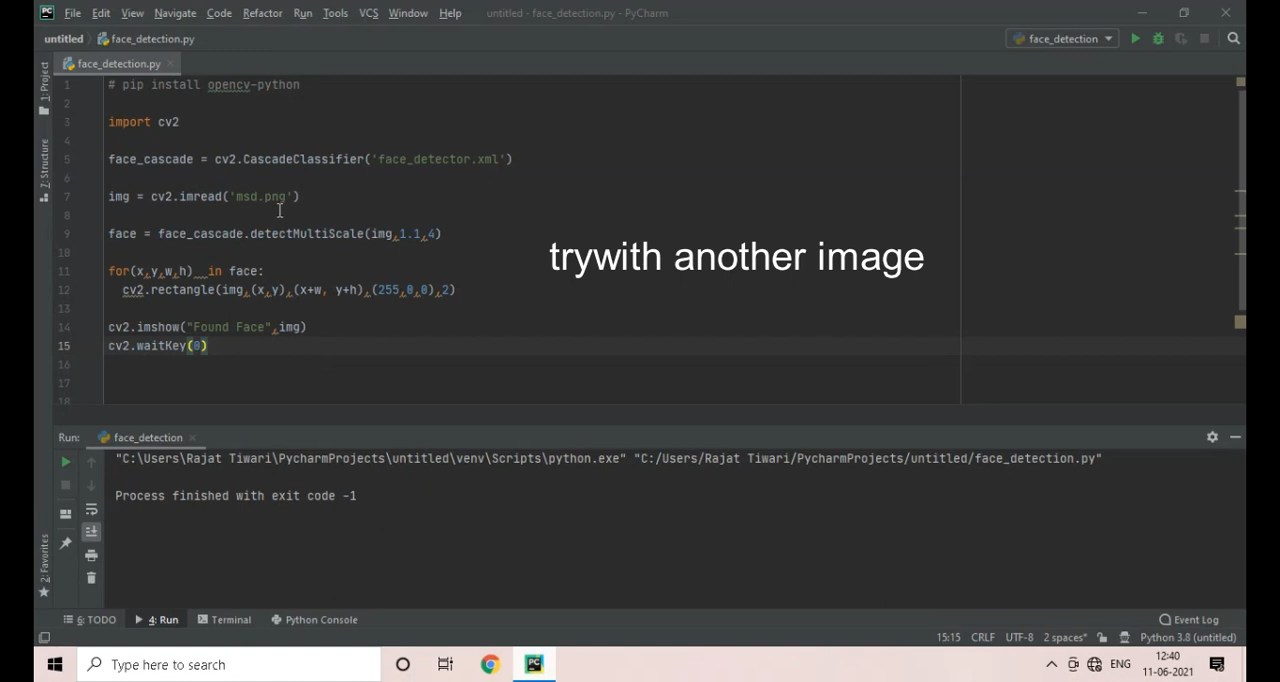 File Edit View Navigate Code Refactor Run Tools VCS Window Help untitled - face_detection.py - PyCharm
untitled face_detection.py face_detection
face_detection.py
1 # pip install opencv-python
2
3 import cv2
4
5 face_cascade = cv2.CascadeClassifier('face_detector.xml')
6
7 img = cv2.imread('msd.png')
8
9 face = face_cascade.detectMultiScale(img,1.1,4)
10
11 for(x,y,w,h)  in face:
12 cv2.rectangle(img,(x,y),(x+w, y+h),(255,0,0),2)
13
14 cv2.imshow("Found Face",img)
15 cv2.waitKey(0)
16
17
18
trywith another image
1: Project
7: Structure
2: Favorites
Run: face_detection
"C:\Users\Rajat Tiwari\PycharmProjects\untitled\venv\Scripts\python.exe" "C:/Users/Rajat Tiwari/PycharmProjects/untitled/face_detection.py"
Process finished with exit code -1
6: TODO 4: Run Terminal Python Console Event Log
15:15 CRLF UTF-8 2 spaces* Python 3.8 (untitled)
Type here to search
ENG
12:40
11-06-2021